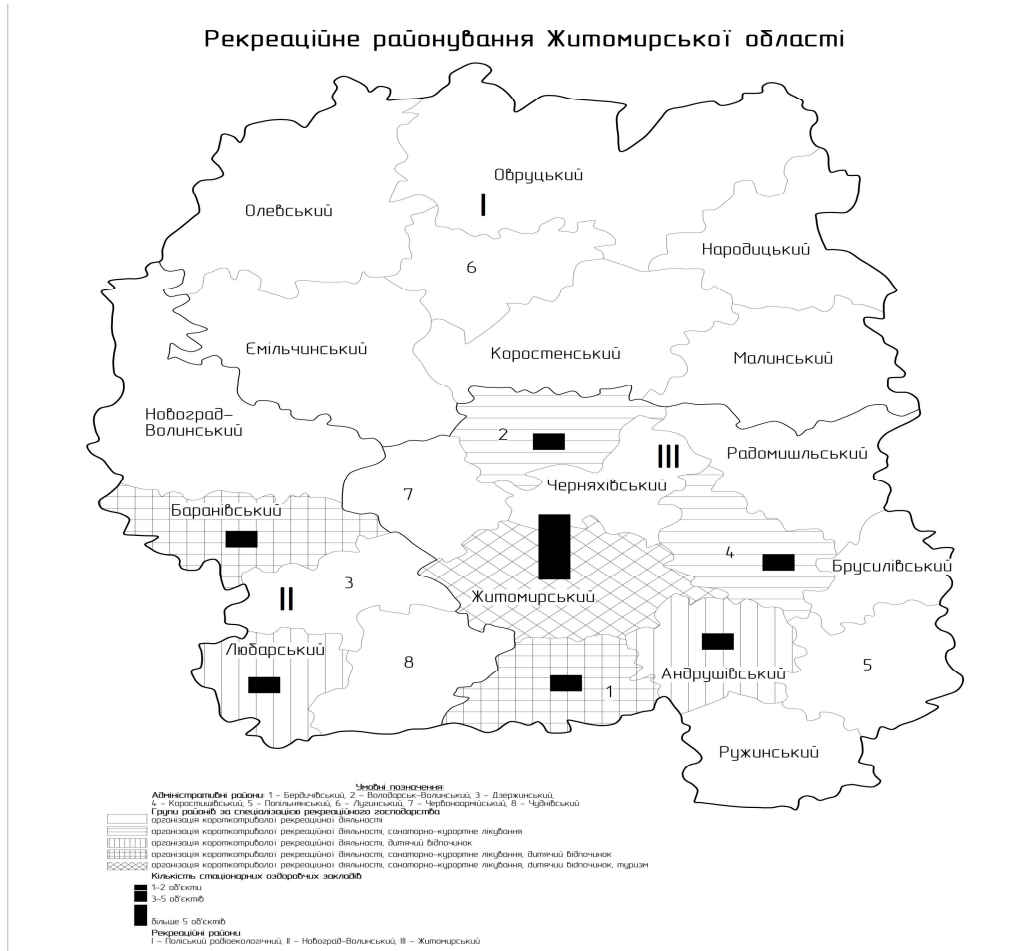 Рекреаційне районування Житомирської області
Овруцький
Олевський
I
Народицький
6
Ємільчинський
Коростенський
Малинський
Новоград-
Волинський
2
III
Радомишльський
Черняхівський
7
Баранівський
4
Брусилівський
3
Житомирський
II
Любарський
8
5
Андрушівський
1
Ружинський
Умовні позначення:
Адміністративні райони: 1 – Бердичівський, 2 – Володарськ-Волинський, 3 – Дзержинський,
4 – Коростишівський, 5 – Попільнянський, 6 – Лугинський, 7 – Червоноармійський, 8 – Чуднівський
Групи районів за спеціалізацією рекреаційного господарства
організація короткотривалої рекреаційної діяльності
організація короткотривалої рекреаційної діяльності, санаторно-курортне лікування
організація короткотривалої рекреаційної діяльності, дитячий відпочинок
організація короткотривалої рекреаційної діяльності, санаторно-курортне лікування, дитячий відпочинок
організація короткотривалої рекреаційної діяльності, санаторно-курортне лікування, дитячий відпочинок, туризм
Кількість стаціонарних оздоровчих закладів
1–2 об'єкти
3–5 об'єктів
більше 5 об'єктів
Рекреаційні райони
I – Поліський радіоекологічний, II – Новоград-Волинський, III – Житомирський